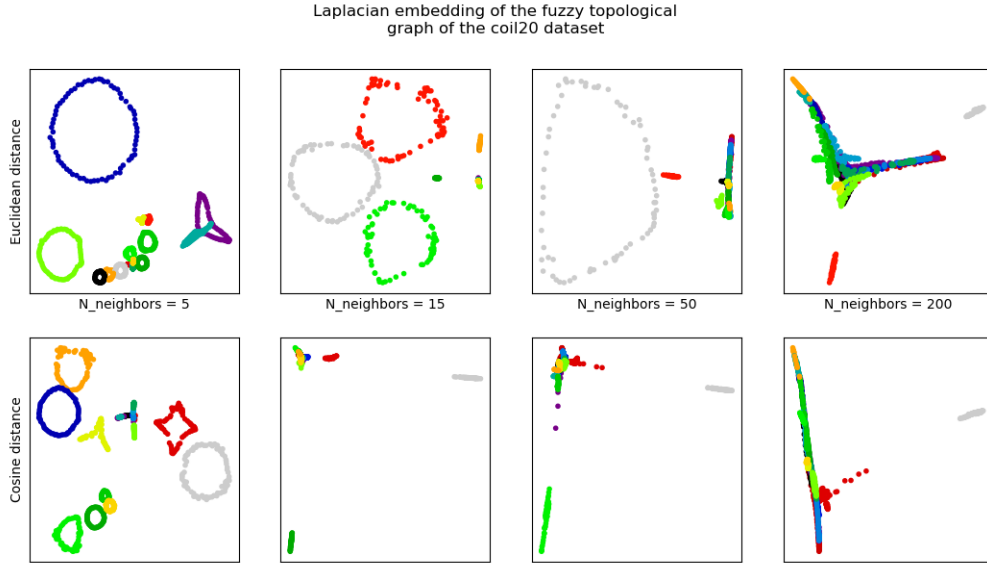 Laplacian embedding of the fuzzy topological
graph of the coil20 dataset
Euclidean distance
N_neighbors = 5
N_neighbors = 15
N_neighbors = 50
N_neighbors = 200
Cosine distance